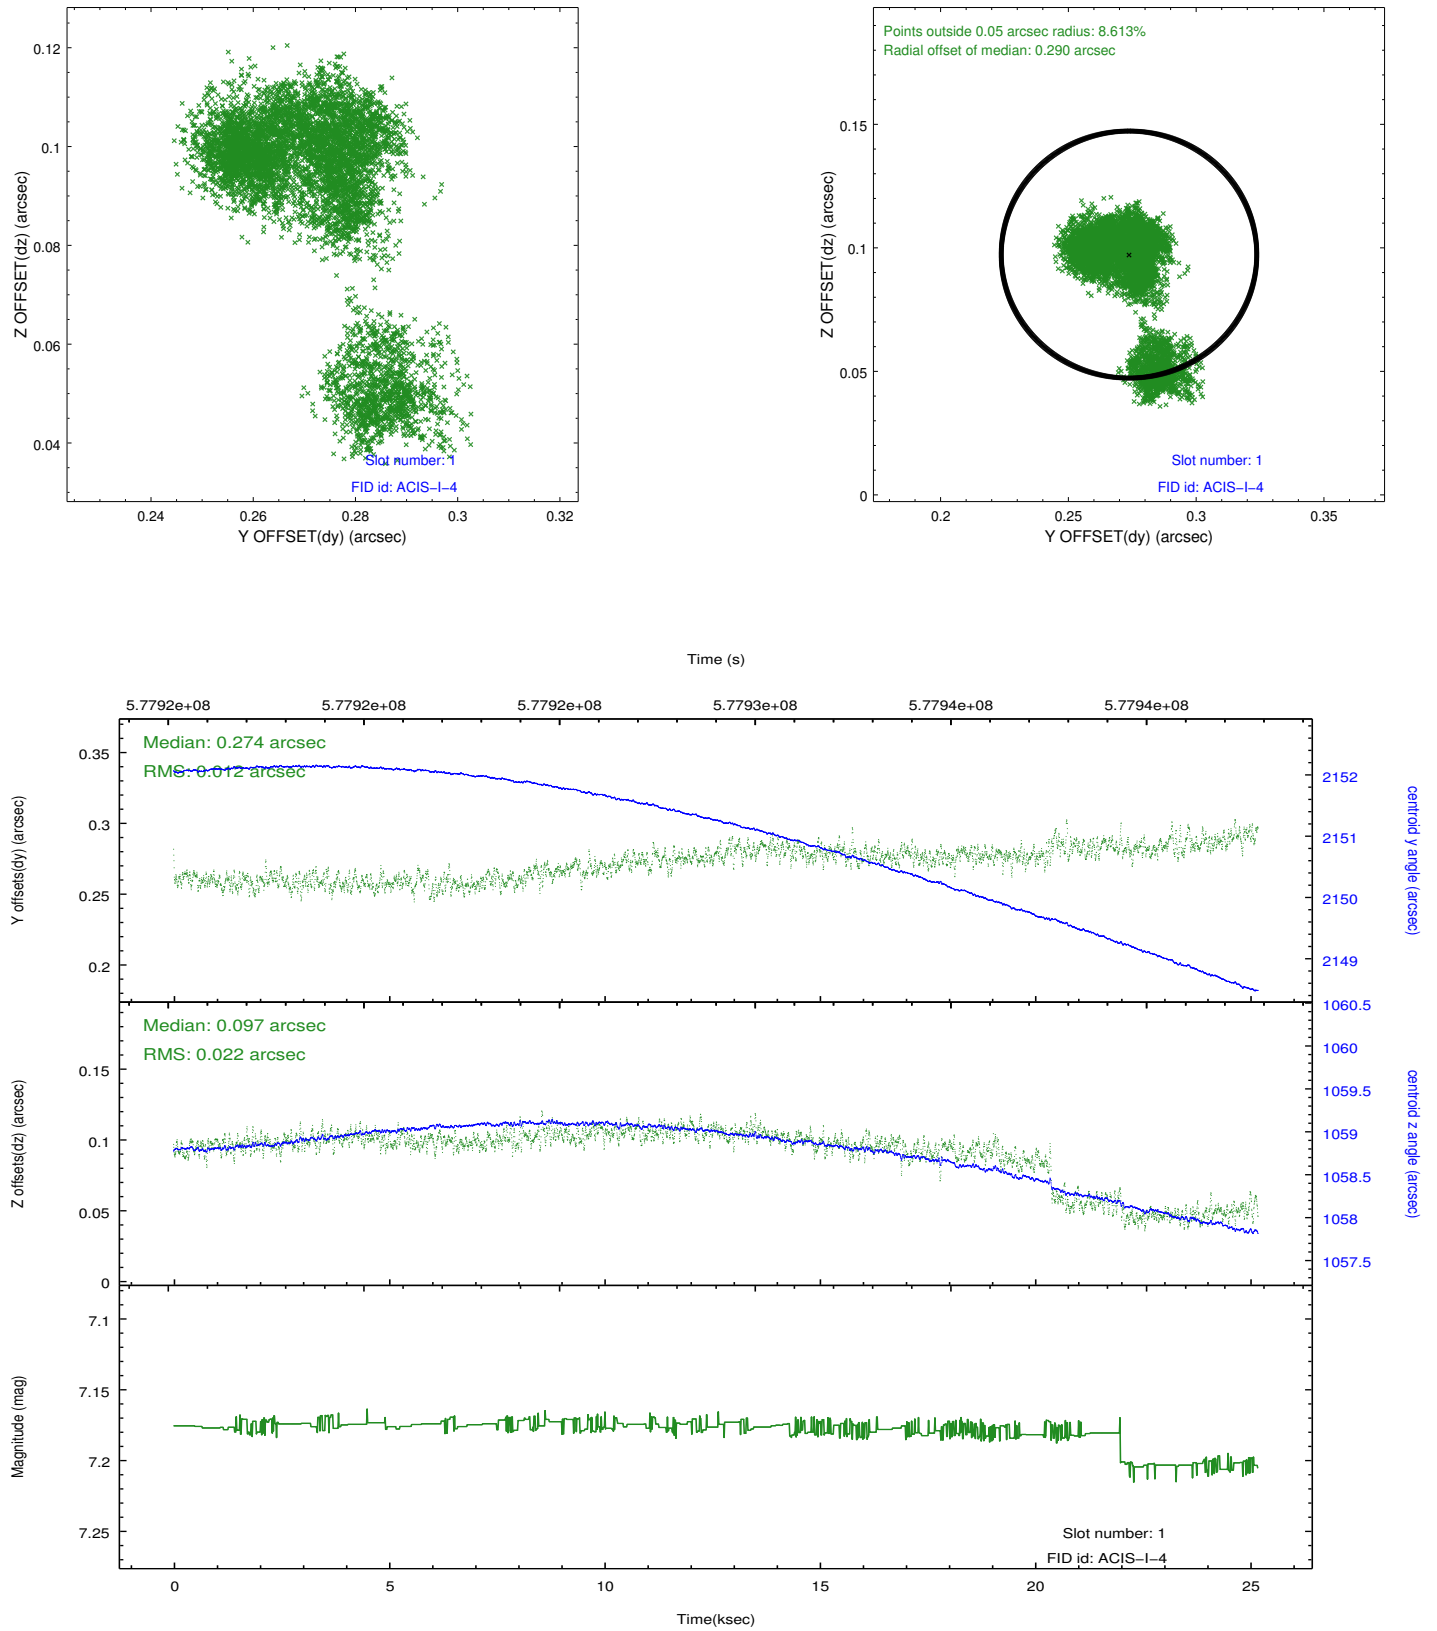 0.12
0.1
0.08
0.06
0.04
Z OFFSET(dz) (arcsec)
Slot number: 1
FID id: ACIS-I-4
0.24 0.26 0.28 0.3 0.32
Y OFFSET(dy) (arcsec)
Points outside 0.05 arcsec radius: 8.613%
Radial offset of median: 0.290 arcsec
0.15
0.1
0.05
0
Z OFFSET(dz) (arcsec)
Slot number: 1
FID id: ACIS-I-4
0.2 0.25 0.3 0.35
Y OFFSET(dy) (arcsec)
Time (s)
5.7792e+08 5.7792e+08 5.7792e+08 5.7793e+08 5.7794e+08 5.7794e+08
Median: 0.274 arcsec
RMS: 0.012 arcsec
0.35
0.3
0.25
0.2
Y offsets(dy) (arcsec)
2152
2151
2150
2149
centroid y angle (arcsec)
Median: 0.097 arcsec
RMS: 0.022 arcsec
0.15
0.1
0.05
0
Z offsets(dz) (arcsec)
1060.5
1060
1059.5
1059
1058.5
1058
1057.5
centroid z angle (arcsec)
7.1
7.15
7.2
7.25
Magnitude (mag)
Slot number: 1
FID id: ACIS-I-4
0 5 10 15 20 25
Time(ksec)